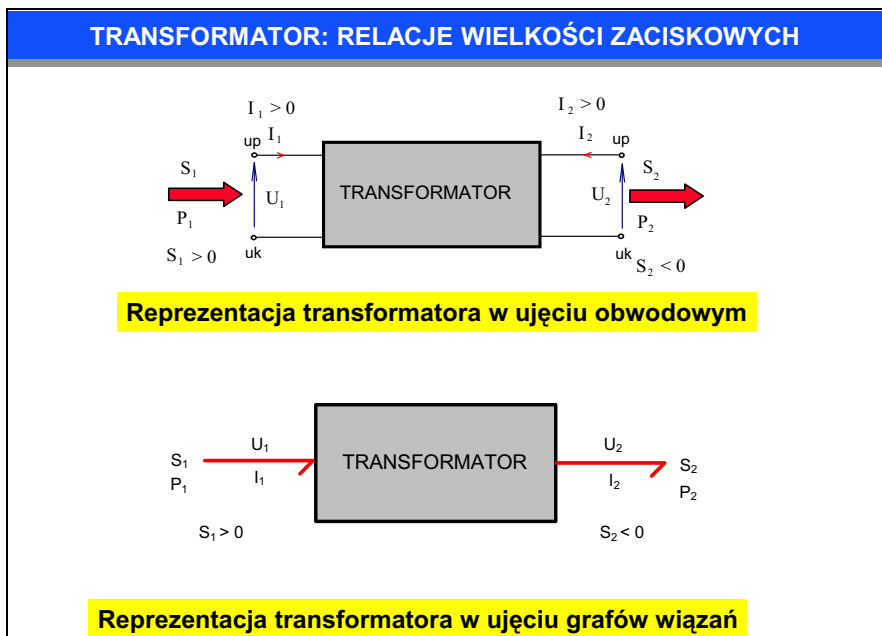 TRANSFORMATOR: RELACJE WIELKOŚCI ZACISKOWYCH
I₁ > 0
I₂ > 0
up
I₁
I₂
up
S₁
S₂
TRANSFORMATOR
U₁
U₂
P₁
P₂
S₁ > 0
uk
uk
S₂ < 0
Reprezentacja transformatora w ujęciu obwodowym
U₁
U₂
S₁
TRANSFORMATOR
S₂
I₁
I₂
P₁
P₂
S₁ > 0
S₂ < 0
Reprezentacja transformatora w ujęciu grafów wiązań